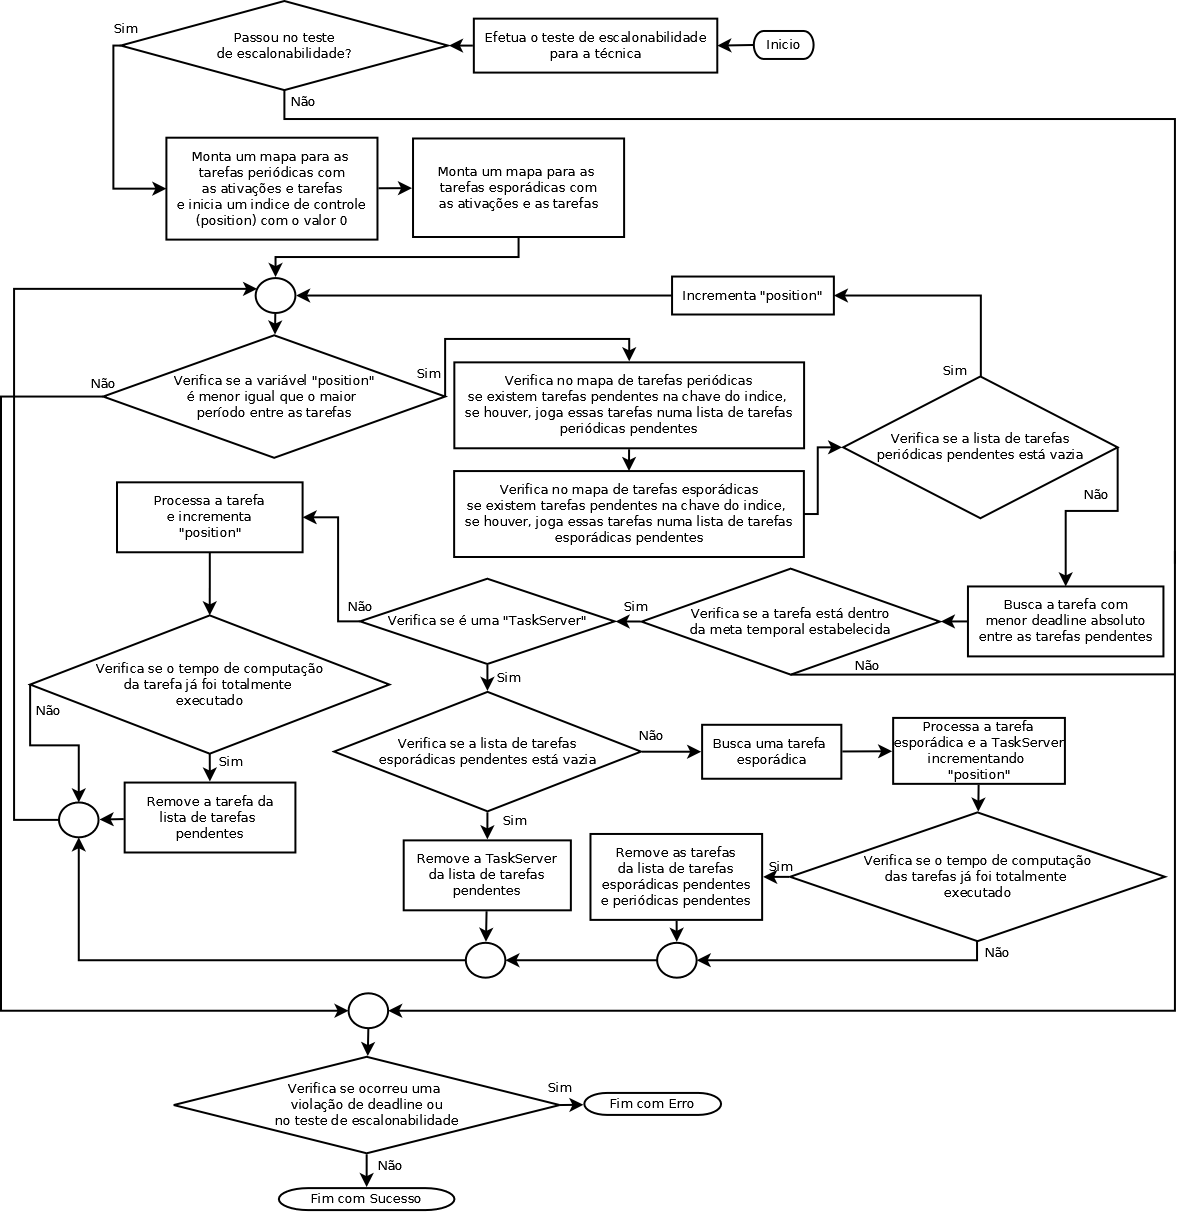 Inicio
Efetua o teste de escalonabilidade
para a técnica
Passou no teste
de escalonabilidade?
Sim
Não
Monta um mapa para as
tarefas periódicas com
as ativações e tarefas
e inicia um indice de controle
(position) com o valor 0
Monta um mapa para as
tarefas esporádicas com
as ativações e as tarefas
Incrementa "position"
Verifica se a variável "position"
é menor igual que o maior
período entre as tarefas
Não
Sim
Verifica no mapa de tarefas periódicas
se existem tarefas pendentes na chave do indice,
se houver, joga essas tarefas numa lista de tarefas
periódicas pendentes
Verifica no mapa de tarefas esporádicas
se existem tarefas pendentes na chave do indice,
se houver, joga essas tarefas numa lista de tarefas
esporádicas pendentes
Sim
Verifica se a lista de tarefas
periódicas pendentes está vazia
Não
Busca a tarefa com
menor deadline absoluto
entre as tarefas pendentes
Verifica se a tarefa está dentro
da meta temporal estabelecida
Sim
Não
Verifica se é uma "TaskServer"
Não
Sim
Processa a tarefa
e incrementa
"position"
Verifica se o tempo de computação
da tarefa já foi totalmente
executado
Não
Sim
Remove a tarefa da
lista de tarefas
pendentes
Verifica se a lista de tarefas
esporádicas pendentes está vazia
Não
Sim
Busca uma tarefa
esporádica
Processa a tarefa
esporádica e a TaskServer
incrementando
"position"
Remove a TaskServer
da lista de tarefas
pendentes
Remove as tarefas
da lista de tarefas
esporádicas pendentes
e periódicas pendentes
Sim
Verifica se o tempo de computação
das tarefas já foi totalmente
executado
Não
Verifica se ocorreu uma
violação de deadline ou
no teste de escalonabilidade
Sim
Fim com Erro
Não
Fim com Sucesso